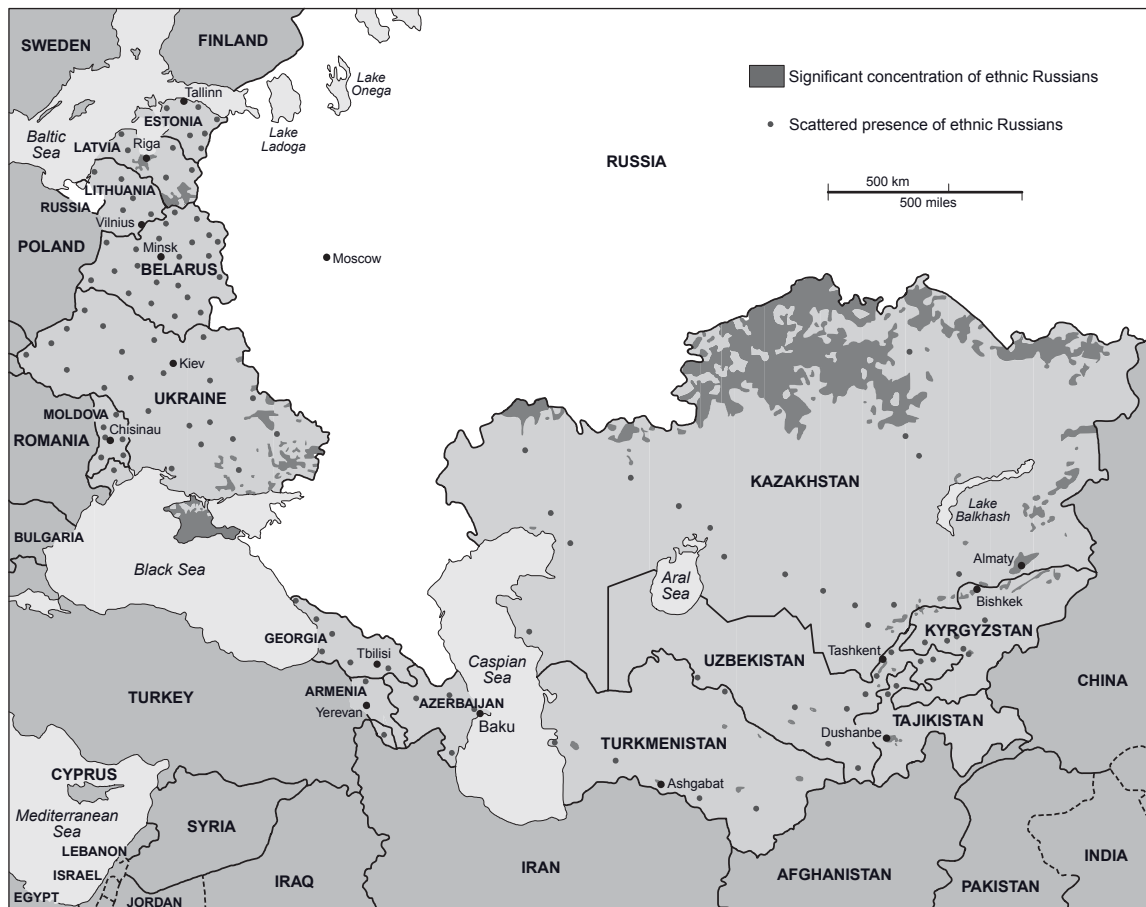 SWEDEN
FINLAND
Lake
Onega
Significant concentration of ethnic Russians
Tallinn
Scattered presence of ethnic Russians
ESTONIA
Lake
Ladoga
Baltic
Sea
LATVIA
Riga
RUSSIA
500 km
500 miles
LITHUANIA
RUSSIA
Vilnius
POLAND
Minsk
BELARUS
Moscow
Kiev
UKRAINE
MOLDOVA
Chisinau
ROMANIA
KAZAKHSTAN
Lake
Balkhash
BULGARIA
Black Sea
Aral
Sea
Almaty
Bishkek
GEORGIA
KYRGYZSTAN
Tbilisi
Tashkent
Caspian
Sea
UZBEKISTAN
CHINA
TURKEY
ARMENIA
Yerevan
AZERBAIJAN
Baku
TAJIKISTAN
Dushanbe
TURKMENISTAN
CYPRUS
Ashgabat
Mediterranean
Sea
SYRIA
LEBANON
ISRAEL
EGYPT
JORDAN
IRAQ
IRAN
AFGHANISTAN
PAKISTAN
INDIA